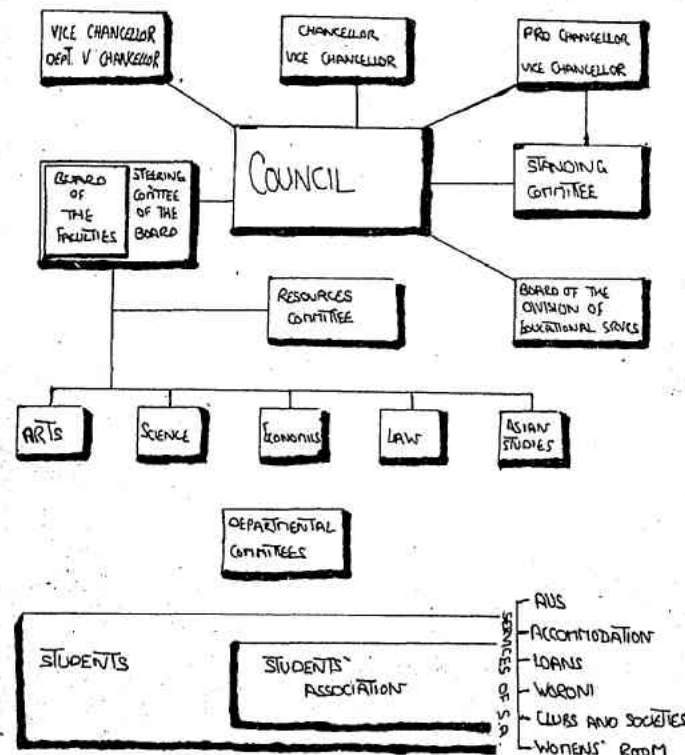 VICE CHANCELLOR
DEPT. V' CHANCELLOR
CHANCELLOR
VICE CHANCELLOR
PRO CHANCELLOR
VICE CHANCELLOR
COUNCIL
BOARD
OF
THE
FACULTIES
STEERING
COMTTEE
OF THE
BOARD
STANDING
COMMITTEE
RESOURCES
COMMITTEE
BOARD OF THE
DIVISION OF
EDUCATIONAL SRVCS
ARTS
SCIENCE
ECONOMICS
LAW
ASIAN
STUDIES
DEPARTMENTAL
COMMITTEES
STUDENTS
STUDENTS'
ASSOCIATION
SERVICES OF S.A.
AUS
ACCOMMODATION
LOANS
WORONI
CLUBS AND SOCIETIES
WOMENS' ROOM